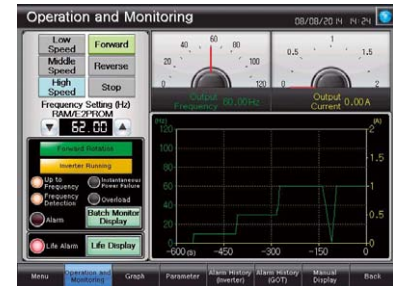 Operation and Monitoring
08/08/2014 14:24
Low
Speed
Forward
Middle
Speed
Reverse
High
Speed
Stop
Frequency Setting (Hz)
RAM/E2PROM
62.00
Forward Rotation
Inverter Running
Up to
Frequency
Instantaneous
Power Failure
Frequency
Detection
Overload
Alarm
Batch Monitor
Display
Life Alarm
Life Display
0 20 40 60 80 100 120
Output
Frequency 60.00Hz
0 0.5 1 1.5 2
Output
Current 0.00A
(Hz)
(A)
120
100
80
60
40
20
0
2
1.5
1
0.5
0
-600(s) -450 -300 -150 0
Menu
Operation and
Monitoring
Graph
Parameter
Alarm History
(Inverter)
Alarm History
(GOT)
Manual
Display
Back